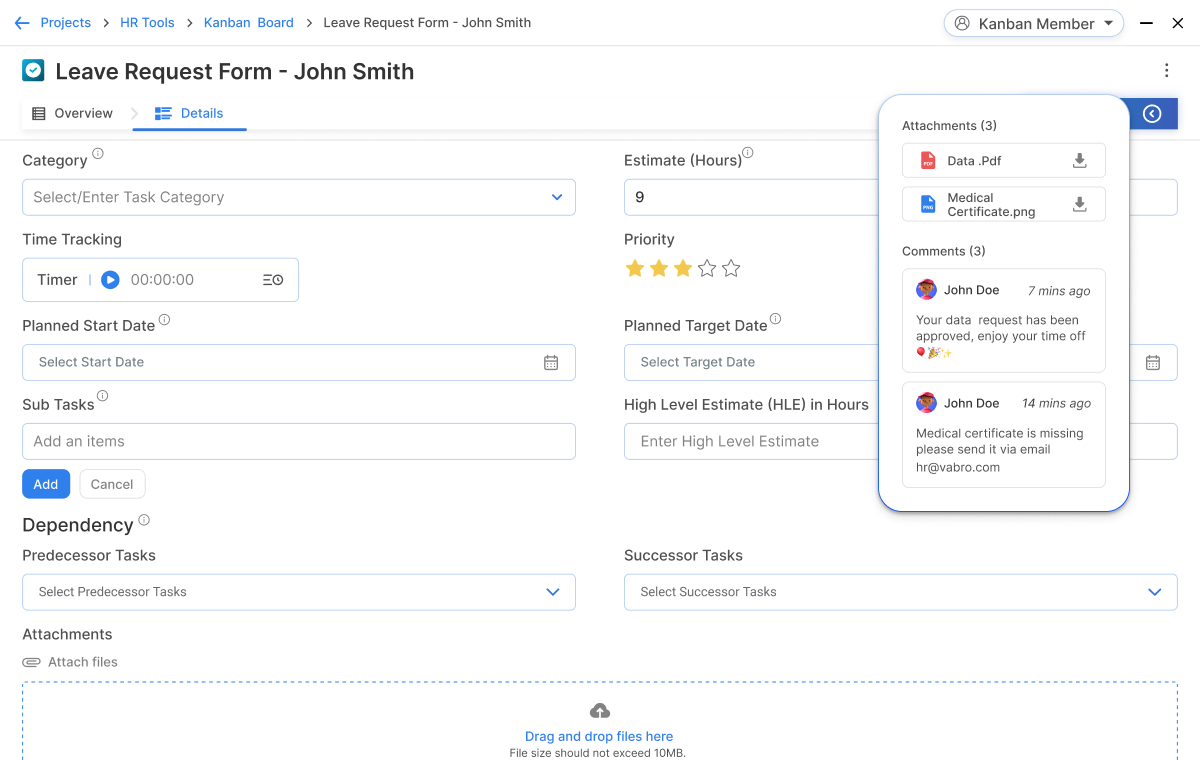 Projects > HR Tools > Kanban Board > Leave Request Form - John Smith
Kanban Member
Leave Request Form - John Smith
Overview
Details
Category
Select/Enter Task Category
Estimate (Hours)
9
Time Tracking
Timer | 00:00:00
Priority
Planned Start Date
Select Start Date
Planned Target Date
Select Target Date
Sub Tasks
Add an items
High Level Estimate (HLE) in Hours
Enter High Level Estimate
Add
Cancel
Dependency
Predecessor Tasks
Select Predecessor Tasks
Successor Tasks
Select Successor Tasks
Attachments
Attach files
Drag and drop files here
File size should not exceed 10MB.
Attachments (3)
PDF
Data .Pdf
PNG
Medical
Certificate.png
Comments (3)
John Doe
7 mins ago
Your data request has been
approved, enjoy your time off
🎈🎉✨
John Doe
14 mins ago
Medical certificate is missing
please send it via email
hr@vabro.com